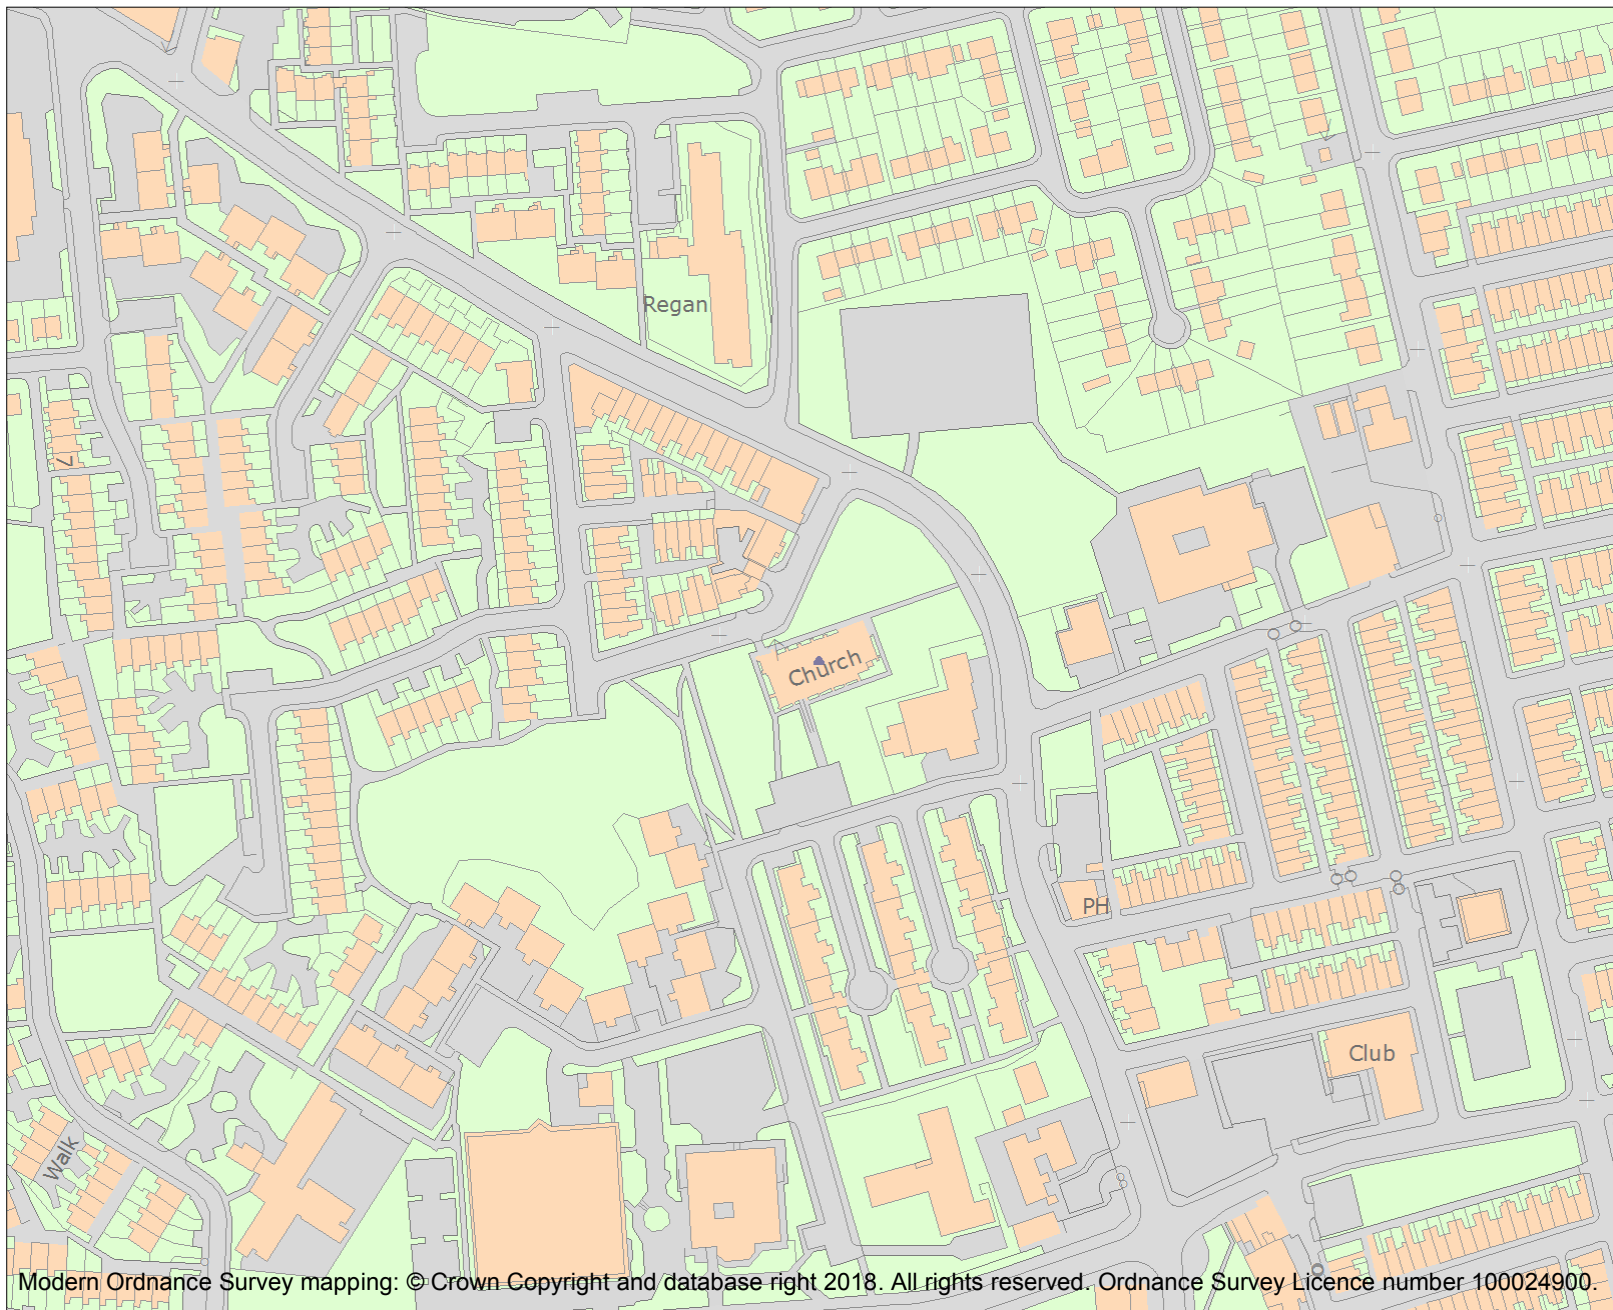 Regan
7
Church
PH
Club
Walk
Modern Ordnance Survey mapping: © Crown Copyright and database right 2018. All rights reserved. Ordnance Survey Licence number 100024900.